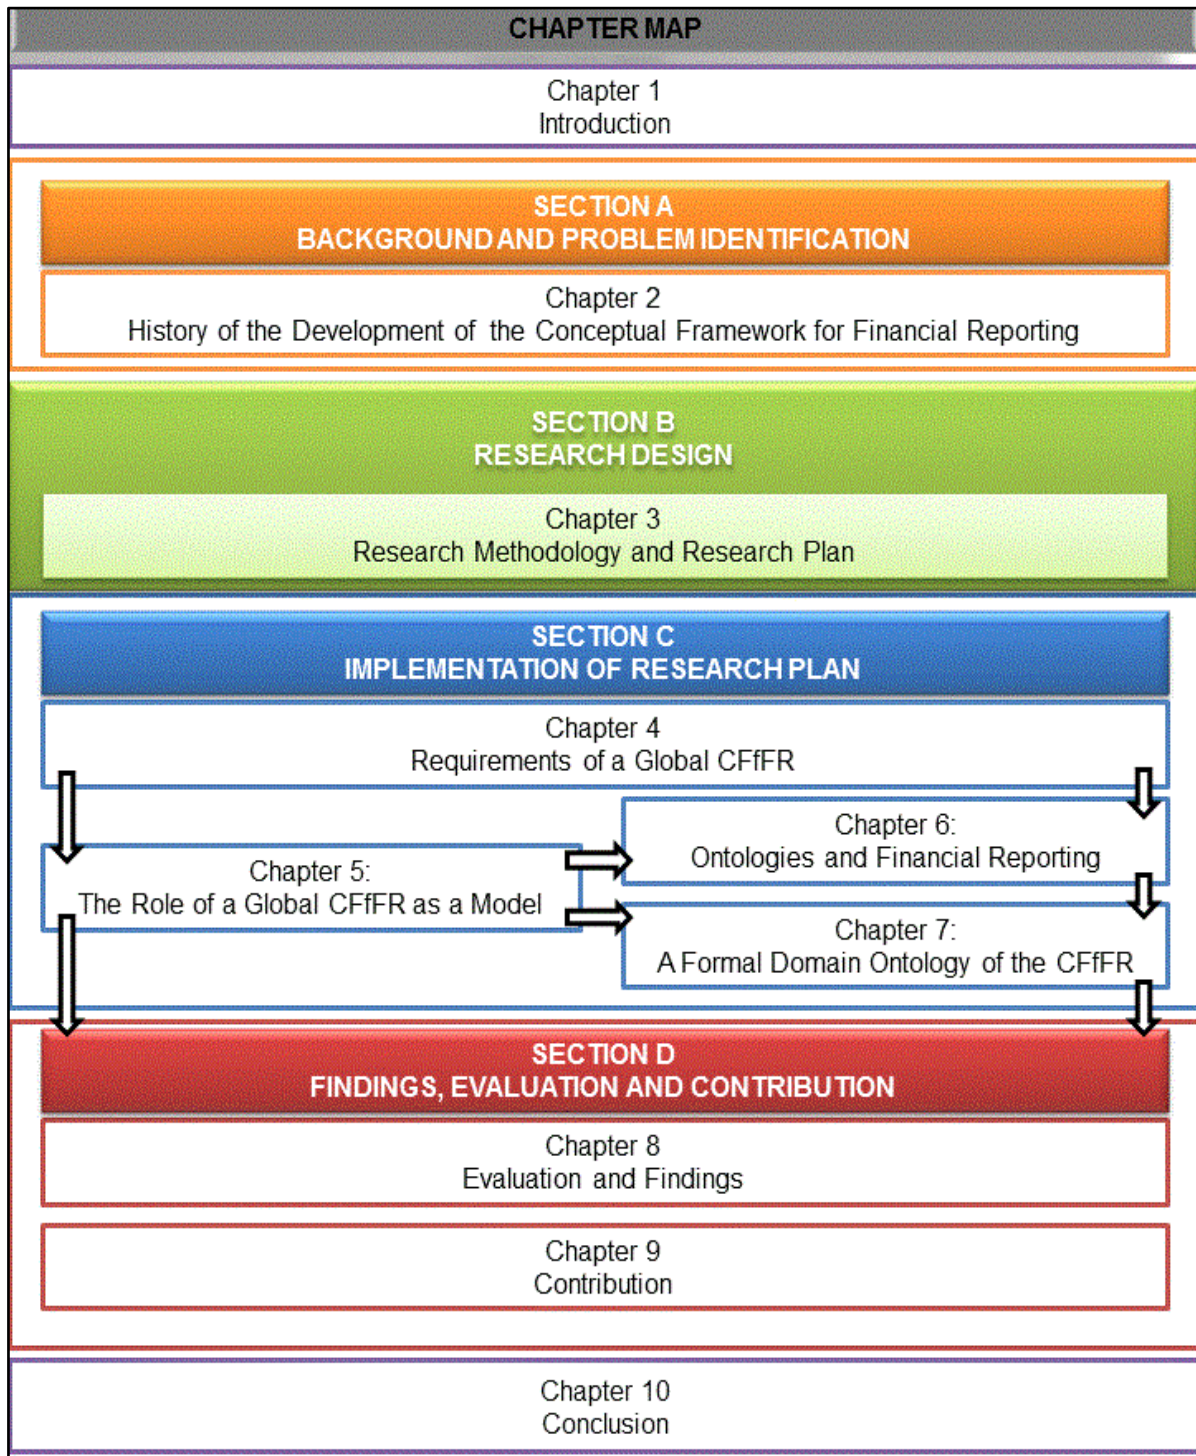 CHAPTER MAP
Chapter 1
Introduction
SECTION A
BACKGROUND AND PROBLEM IDENTIFICATION
Chapter 2
History of the Development of the Conceptual Framework for Financial Reporting
SECTION B
RESEARCH DESIGN
Chapter 3
Research Methodology and Research Plan
SECTION C
IMPLEMENTATION OF RESEARCH PLAN
Chapter 4
Requirements of a Global CFfFR
Chapter 5:
The Role of a Global CFfFR as a Model
Chapter 6:
Ontologies and Financial Reporting
Chapter 7:
A Formal Domain Ontology of the CFfFR
SECTION D
FINDINGS, EVALUATION AND CONTRIBUTION
Chapter 8
Evaluation and Findings
Chapter 9
Contribution
Chapter 10
Conclusion